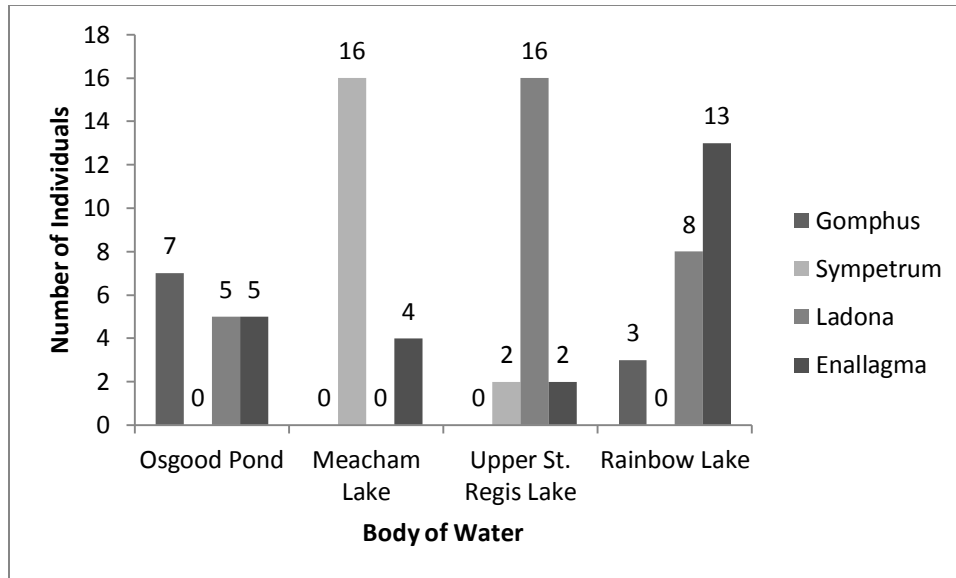 18
16
14
12
10
8
6
4
2
0
Number of Individuals
7
0
5
5
0
16
0
4
0
2
16
2
3
0
8
13
Osgood Pond
Meacham
Lake
Upper St.
Regis Lake
Rainbow Lake
Body of Water
Gomphus
Sympetrum
Ladona
Enallagma